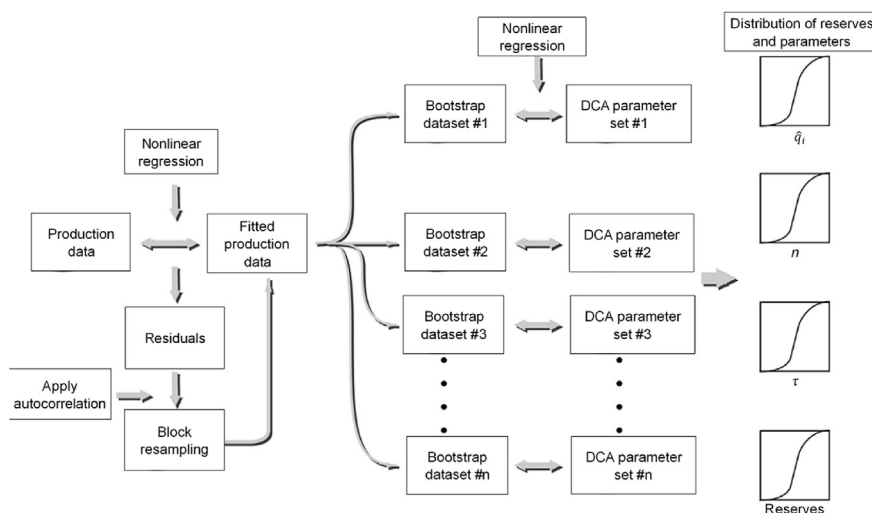 Nonlinear
regression
Production
data
Fitted
production
data
Residuals
Apply
autocorrelation
Block
resampling
Nonlinear
regression
Bootstrap
dataset #1
DCA parameter
set #1
Bootstrap
dataset #2
DCA parameter
set #2
Bootstrap
dataset #3
DCA parameter
set #3
Bootstrap
dataset #n
DCA parameter
set #n
Distribution of reserves
and parameters
q̂ᵢ
n
τ
Reserves